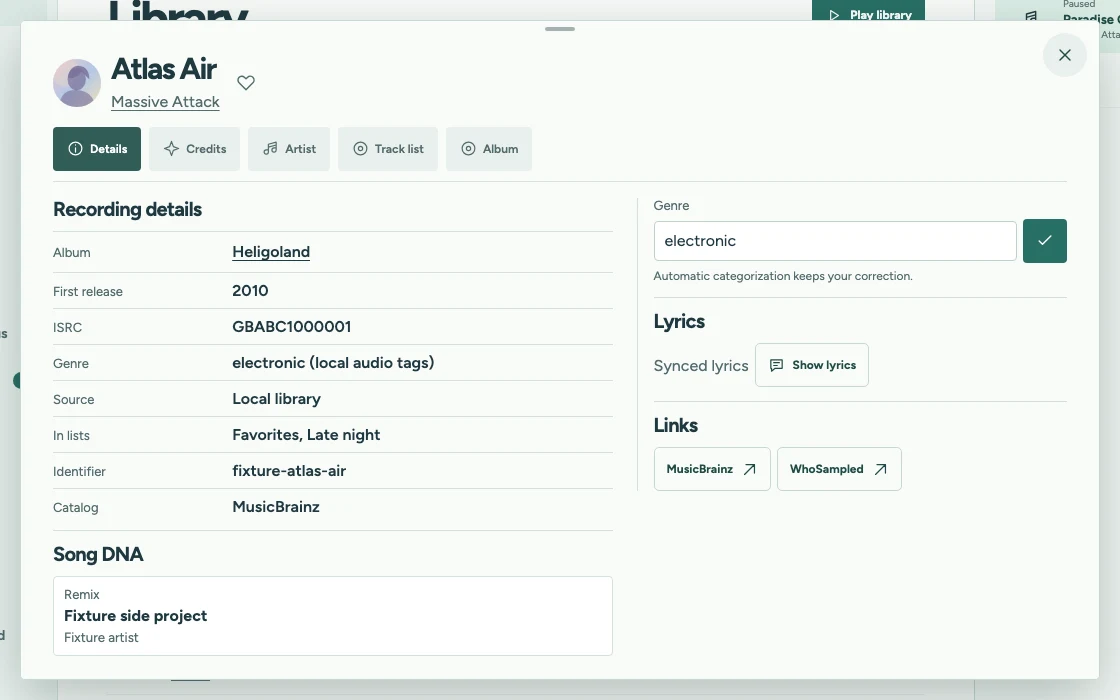 Library
Play library
Paused
Paradise C
Atta
Atlas Air
Massive Attack
Details
Credits
Artist
Track list
Album
Recording details
Album
Heligoland
First release
2010
ISRC
GBABC1000001
Genre
electronic (local audio tags)
Source
Local library
In lists
Favorites, Late night
Identifier
fixture-atlas-air
Catalog
MusicBrainz
Song DNA
Remix
Fixture side project
Fixture artist
Genre
electronic
Automatic categorization keeps your correction.
Lyrics
Synced lyrics
Show lyrics
Links
MusicBrainz
WhoSampled